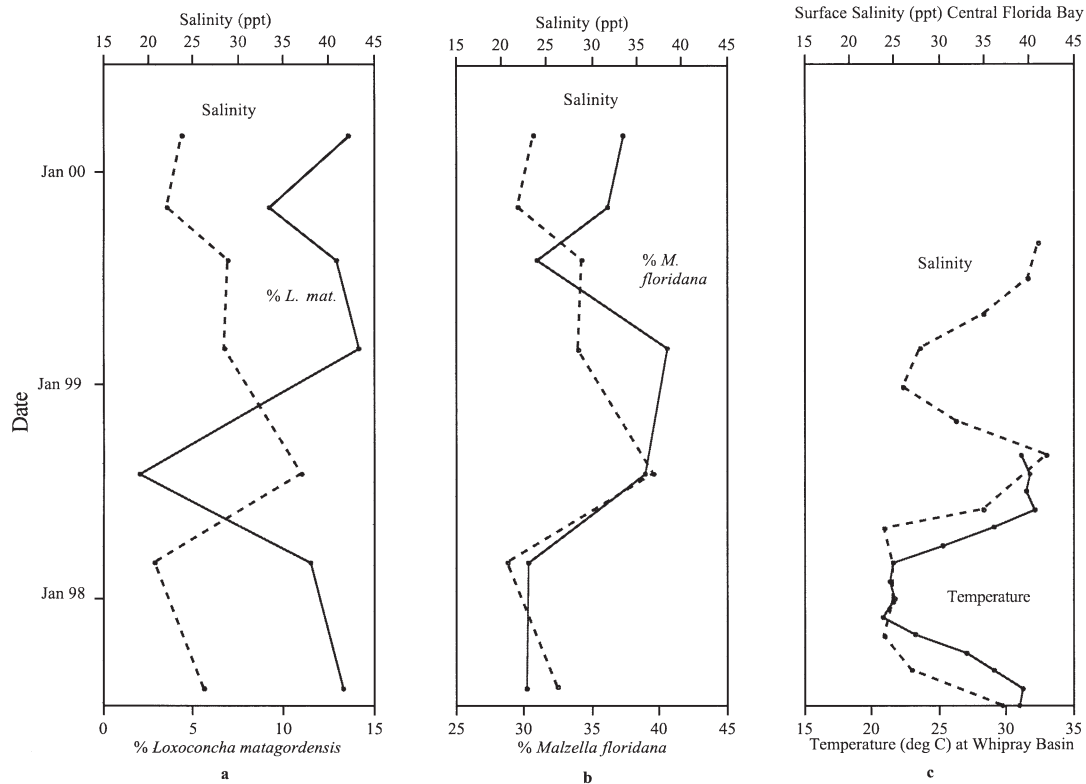 Salinity (ppt)
15 20 25 30 35 40 45
Salinity
% L. mat.
Date
Jan 00
Jan 99
Jan 98
0 5 10 15
% Loxoconcha matagordensis
a
Salinity (ppt)
15 20 25 30 35 40 45
Salinity
% M.
floridana
25 30 35 40 45
% Malzella floridana
b
Surface Salinity (ppt) Central Florida Bay
15 20 25 30 35 40 45
Salinity
Temperature
15 20 25 30 35
Temperature (deg C) at Whipray Basin
c